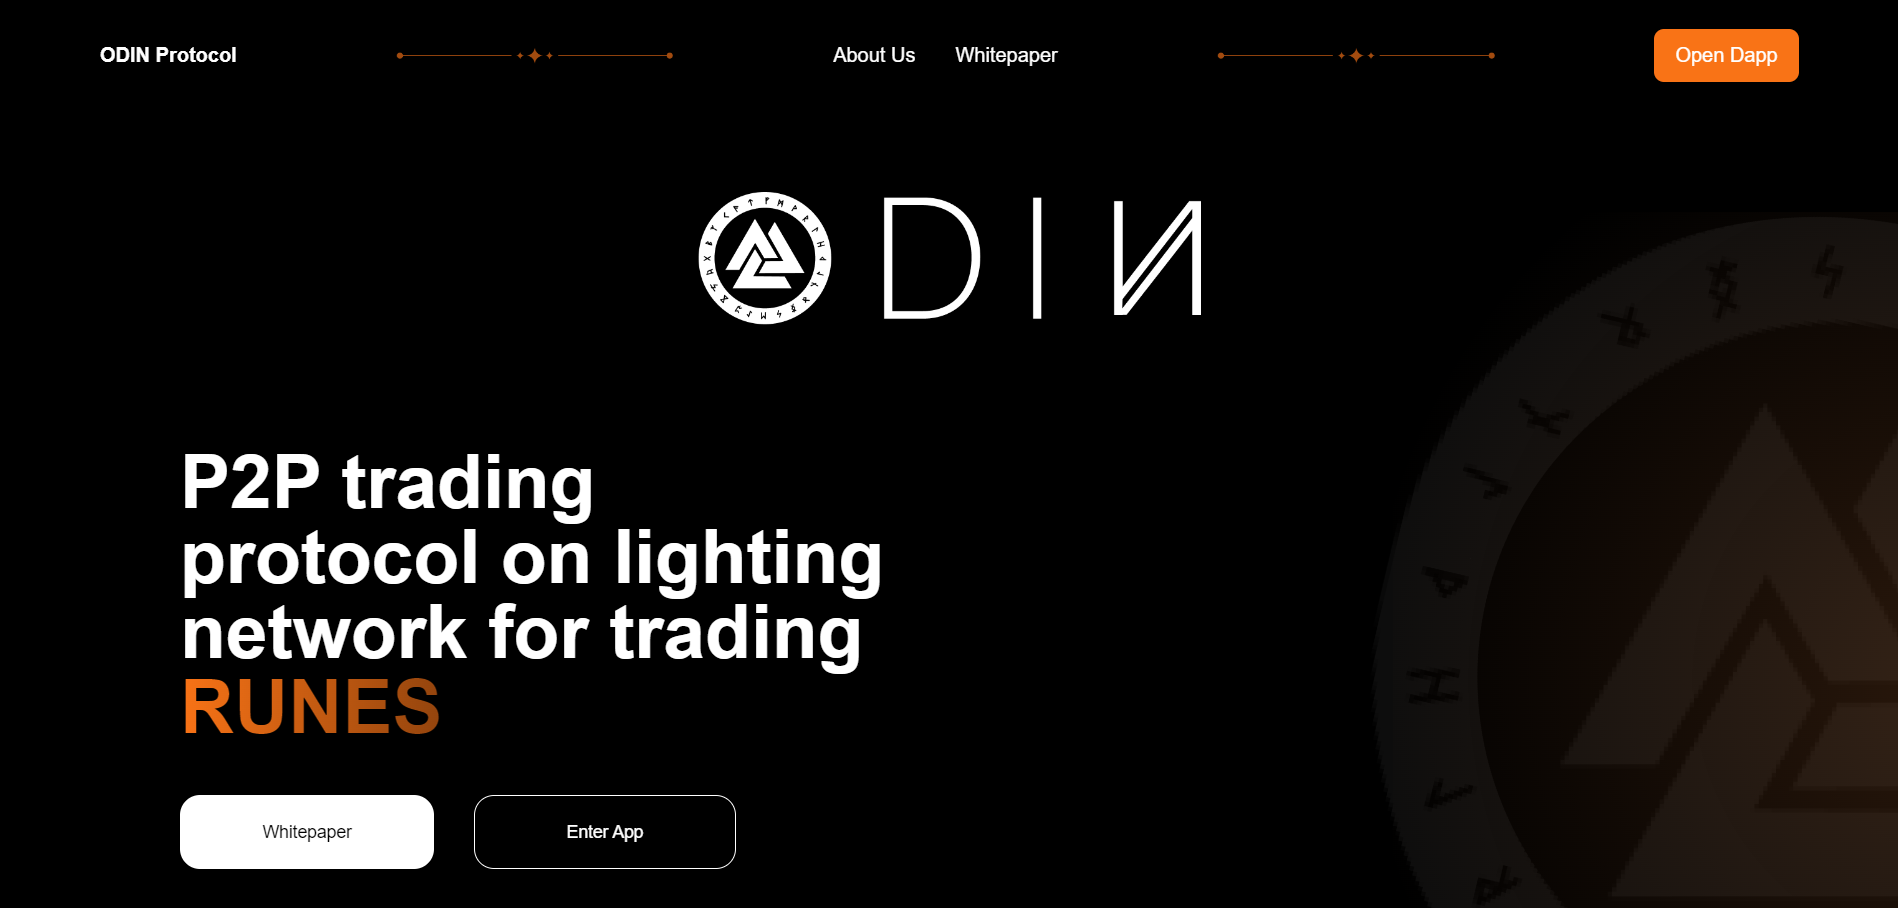 ODIN Protocol
About Us
Whitepaper
Open Dapp
ODIN
P2P trading
protocol on lighting
network for trading
RUNES
Whitepaper
Enter App